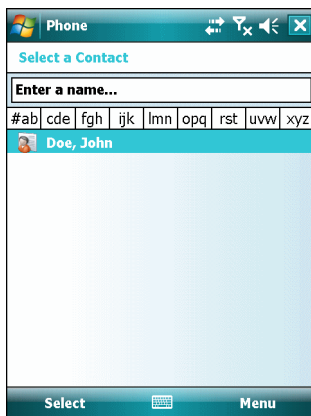 Phone
Select a Contact
Enter a name...
#ab cde fgh ijk lmn opq rst uvw xyz
Doe, John
Select Menu